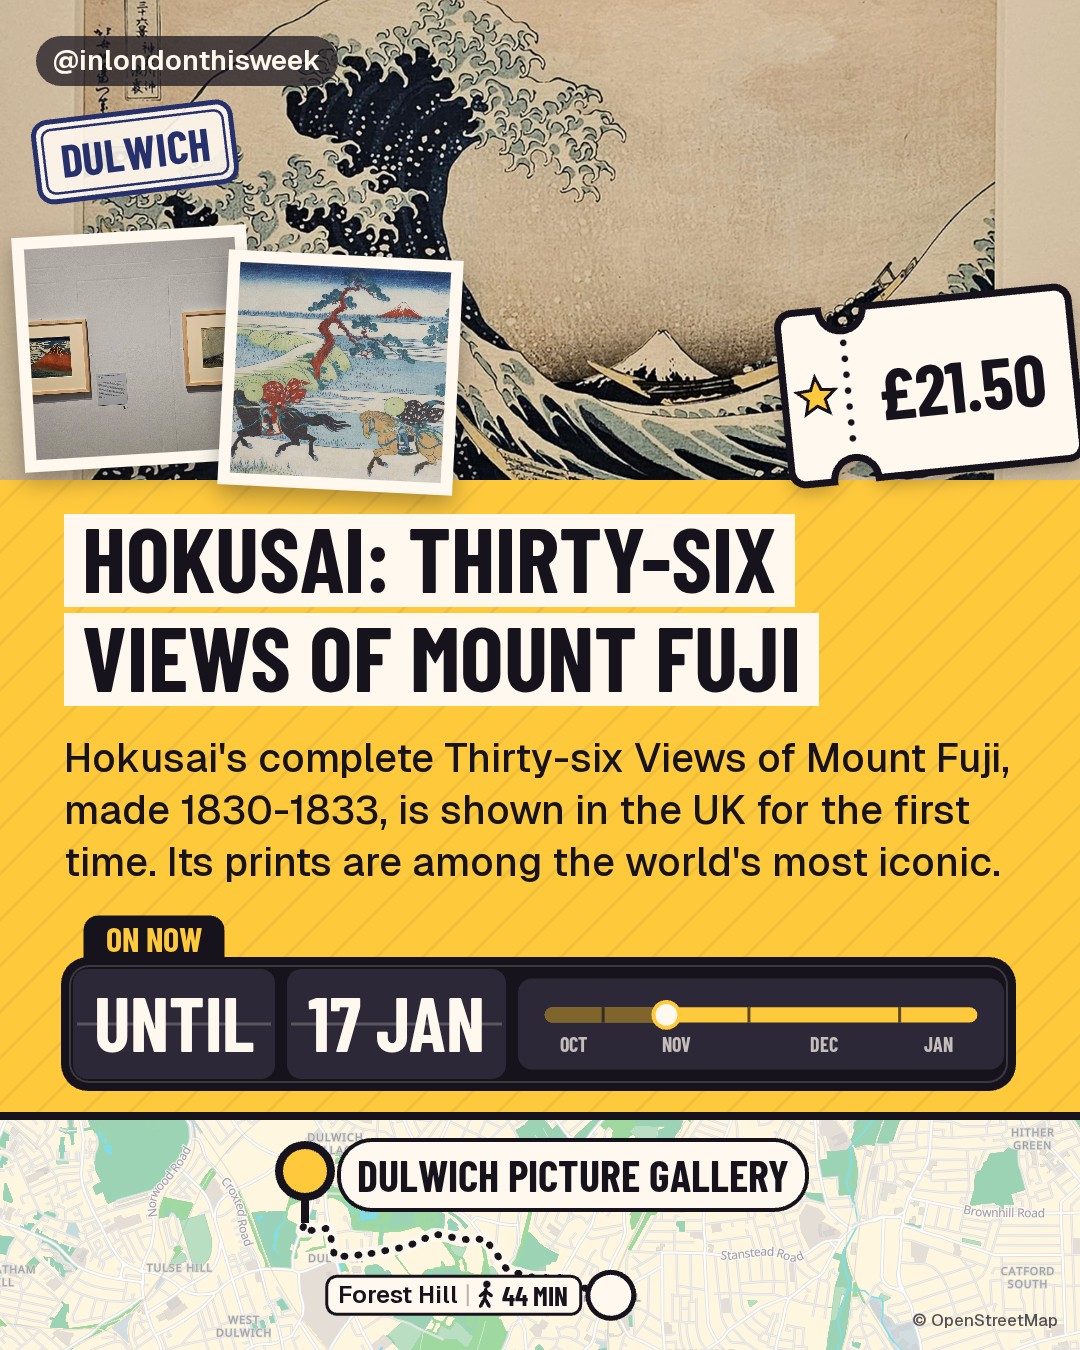 @inlondonthisweek
DULWICH
£21.50
HOKUSAI: THIRTY-SIX
VIEWS OF MOUNT FUJI
Hokusai's complete Thirty-six Views of Mount Fuji,
made 1830-1833, is shown in the UK for the first
time. Its prints are among the world's most iconic.
ON NOW
UNTIL 17 JAN
OCT NOV DEC JAN
DULWICH
HITHER
GREEN
DULWICH PICTURE GALLERY
Norwood Road
Croxted Road
Brownhill Road
Stanstead Road
TULSE HILL
CATFORD
SOUTH
Forest Hill | 44 MIN
WEST
DULWICH
© OpenStreetMap